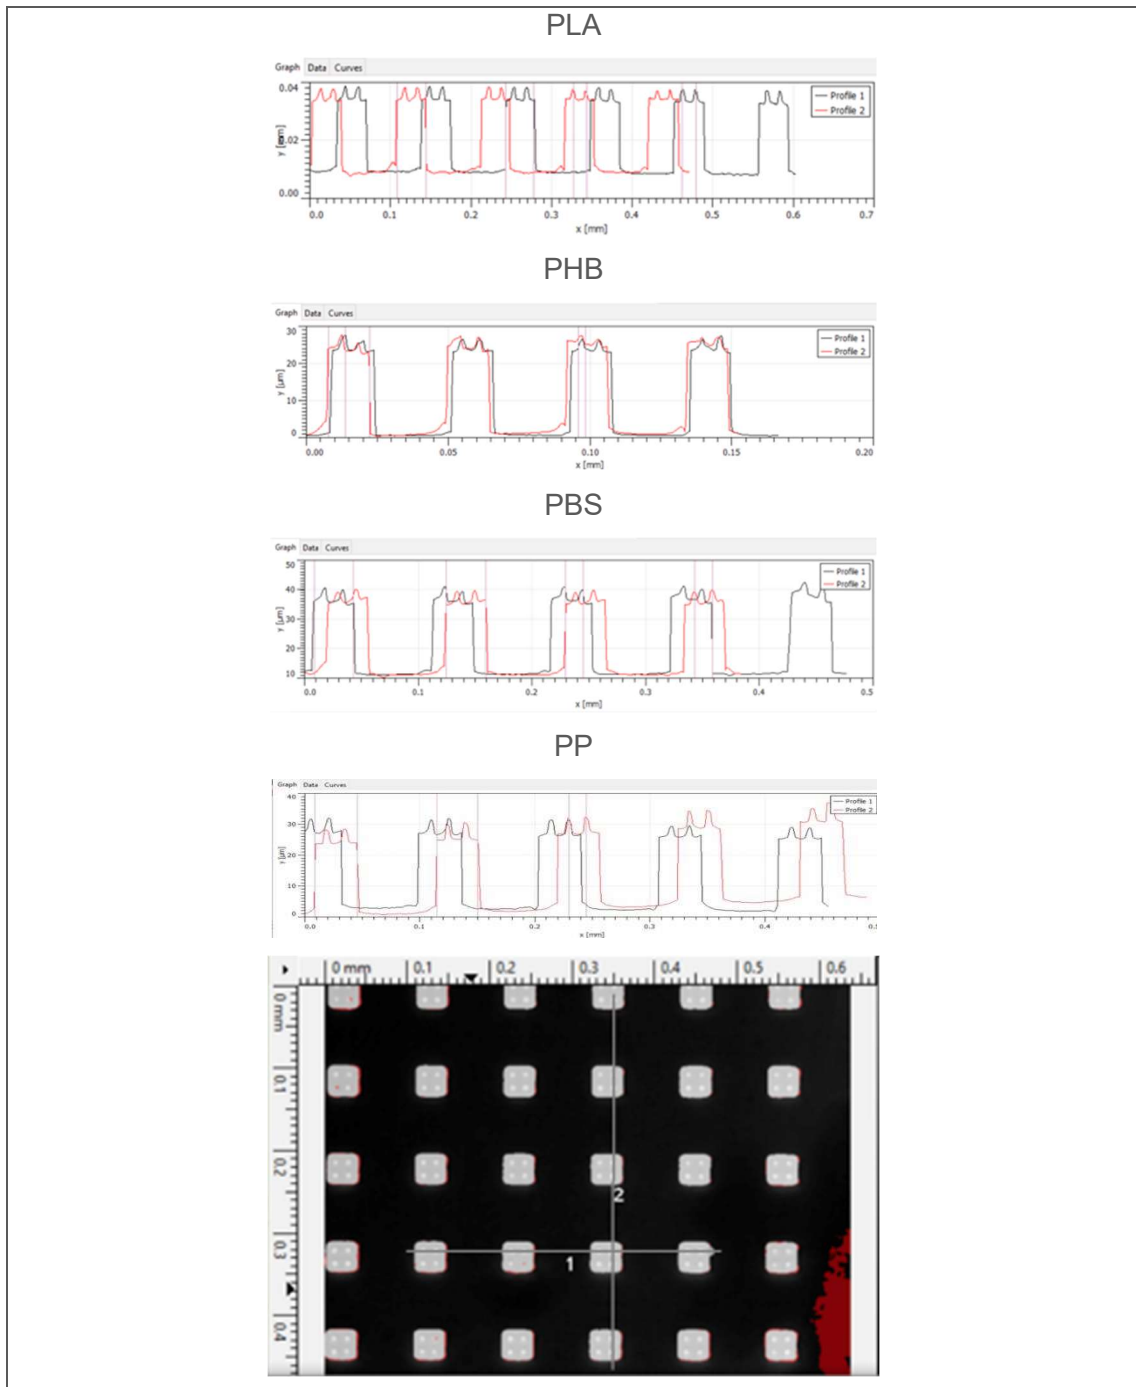 PLA
Graph Data Curves
0.04
0.02
0.00
y [mm]
Profile 1
Profile 2
0.0 0.1 0.2 0.3 0.4 0.5 0.6 0.7
x [mm]
PHB
Graph Data Curves
30
20
10
0
y [µm]
Profile 1
Profile 2
0.00 0.05 0.10 0.15 0.20
x [mm]
PBS
Graph Data Curves
50
40
30
20
10
y [µm]
Profile 1
Profile 2
0.0 0.1 0.2 0.3 0.4 0.5
x [mm]
PP
Graph Data Curves
40
30
20
10
0
y [µm]
Profile 1
Profile 2
0.0 0.1 0.2 0.3 0.4
x [mm]
0 mm 0.1 0.2 0.3 0.4 0.5 0.6
0 mm
0.1
0.2
0.3
0.4
2
1